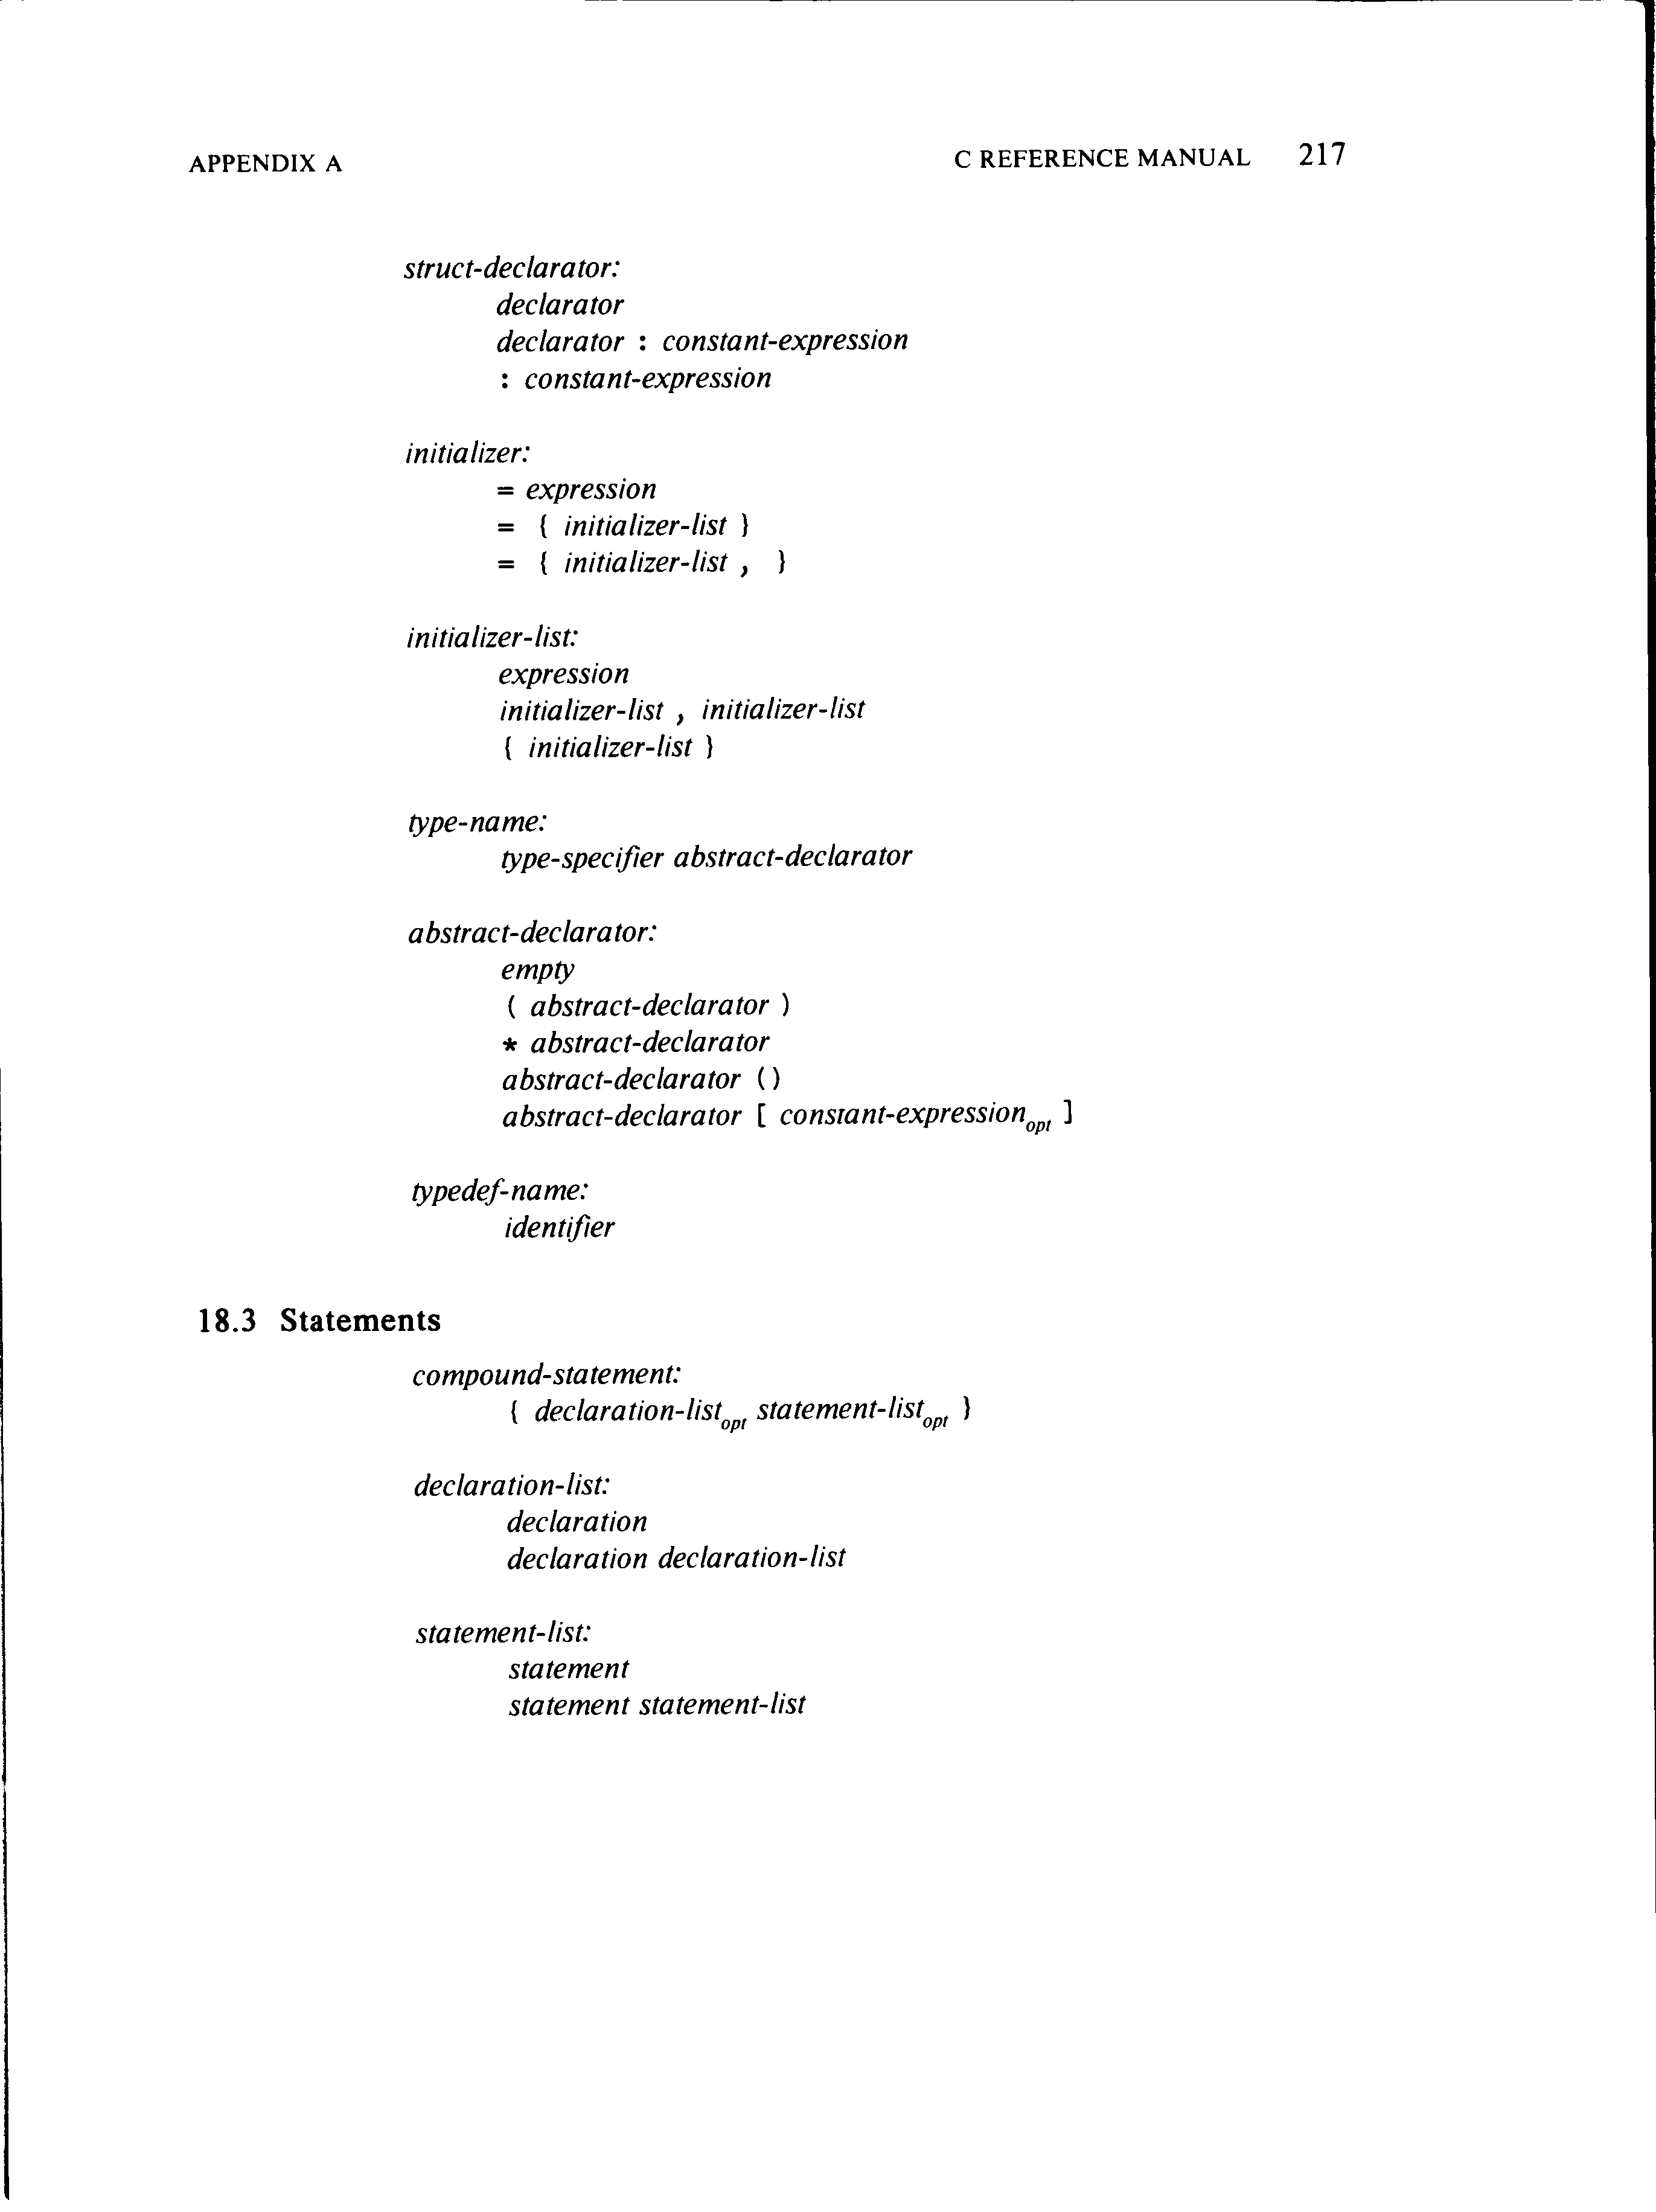 APPENDIX A C REFERENCE MANUAL 217
struct-declarator:
declarator
declarator : constant-expression
: constant-expression
initializer:
= expression
= { initializer-list }
= { initializer-list , }
initializer-list:
expression
initializer-list , initializer-list
{ initializer-list }
type-name:
type-specifier abstract-declarator
abstract-declarator:
empty
( abstract-declarator )
* abstract-declarator
abstract-declarator ()
abstract-declarator [ constant-expression opt ]
typedef-name:
identifier
18.3 Statements
compound-statement:
{ declaration-list opt statement-list opt }
declaration-list:
declaration
declaration declaration-list
statement-list:
statement
statement statement-list